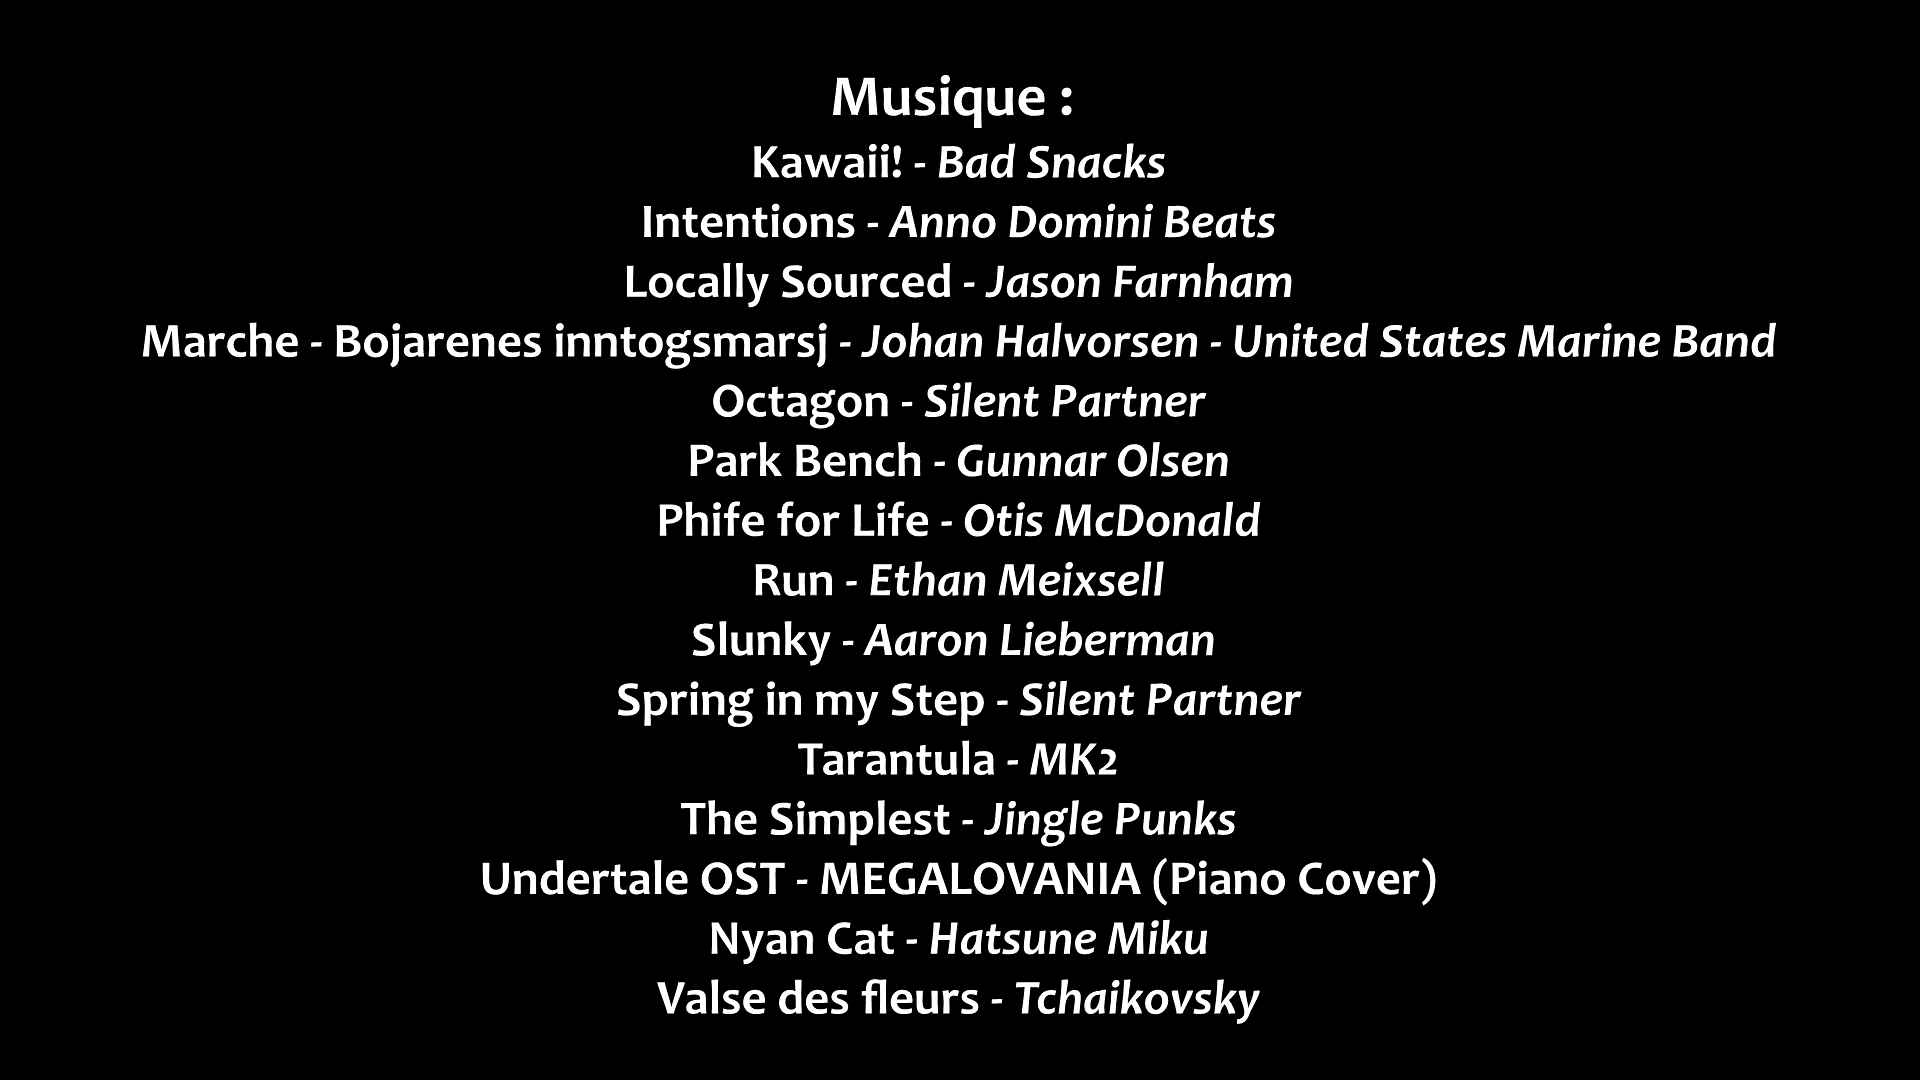 Musique :
Kawaii! - Bad Snacks
Intentions - Anno Domini Beats
Locally Sourced - Jason Farnham
Marche - Bojarenes inntogsmarsj - Johan Halvorsen - United States Marine Band
Octagon - Silent Partner
Park Bench - Gunnar Olsen
Phife for Life - Otis McDonald
Run - Ethan Meixsell
Slunky - Aaron Lieberman
Spring in my Step - Silent Partner
Tarantula - MK2
The Simplest - Jingle Punks
Undertale OST - MEGALOVANIA (Piano Cover)
Nyan Cat - Hatsune Miku
Valse des fleurs - Tchaikovsky